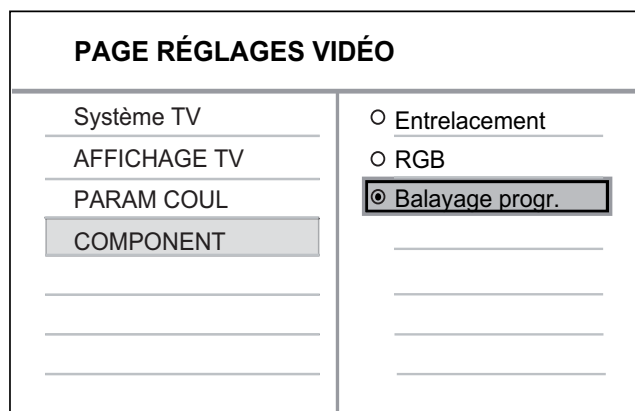 PAGE RÉGLAGES VIDÉO
Système TV
AFFICHAGE TV
PARAM COUL
COMPONENT
Entrelacement
RGB
Balayage progr.